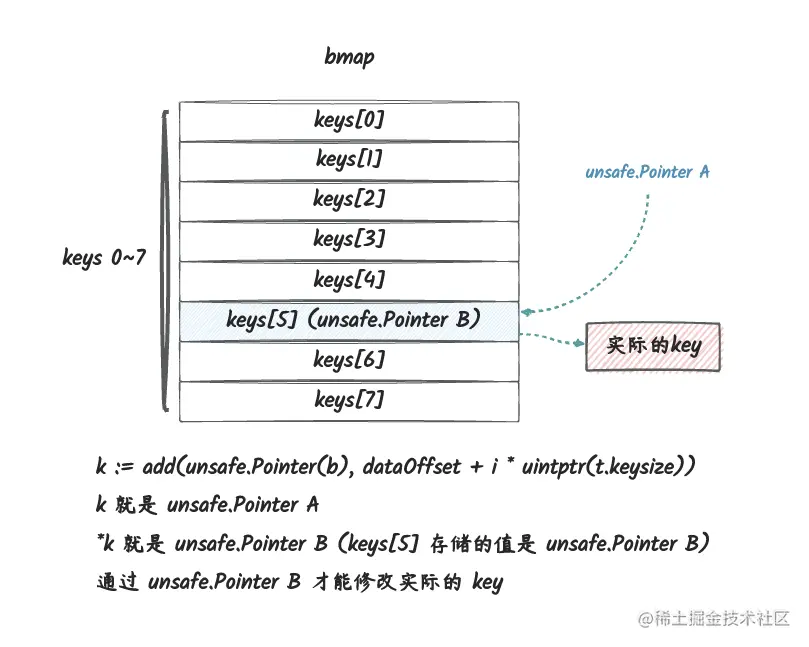 bmap
keys[0]
keys[1]
keys[2]
keys[3]
keys[4]
keys[5] (unsafe.Pointer B)
keys[6]
keys[7]
keys 0~7
unsafe.Pointer A
实际的key
k := add(unsafe.Pointer(b), dataOffset + i * uintptr(t.keysize))
k 就是 unsafe.Pointer A
*k 就是 unsafe.Pointer B (keys[5] 存储的值是 unsafe.Pointer B)
通过 unsafe.Pointer B 才能修改实际的 key
@稀土掘金技术社区